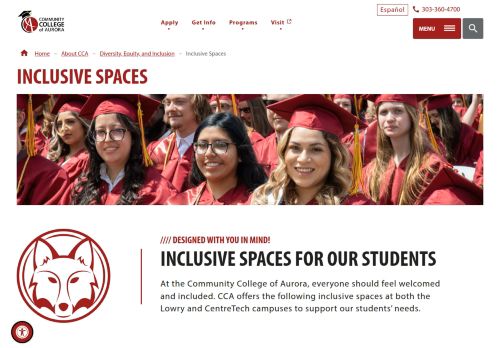 Español
303-360-4700
COMMUNITY
COLLEGE
of AURORA
Apply
Get Info
Programs
Visit
MENU
Home - About CCA - Diversity, Equity, and Inclusion - Inclusive Spaces
INCLUSIVE SPACES
//// DESIGNED WITH YOU IN MIND!
INCLUSIVE SPACES FOR OUR STUDENTS
At the Community College of Aurora, everyone should feel welcomed
and included. CCA offers the following inclusive spaces at both the
Lowry and CentreTech campuses to support our students' needs.